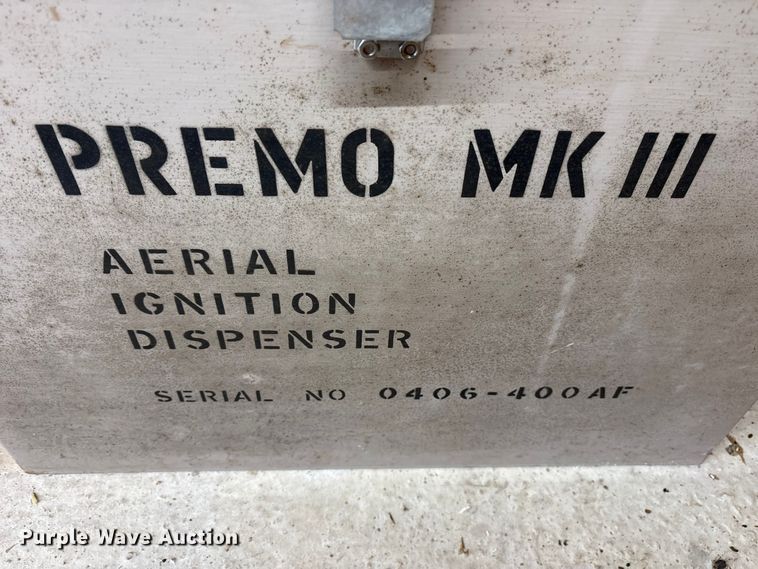 PREMO MK III
AERIAL
IGNITION
DISPENSER
SERIAL NO 0406-400AF
Purple Wave Auction